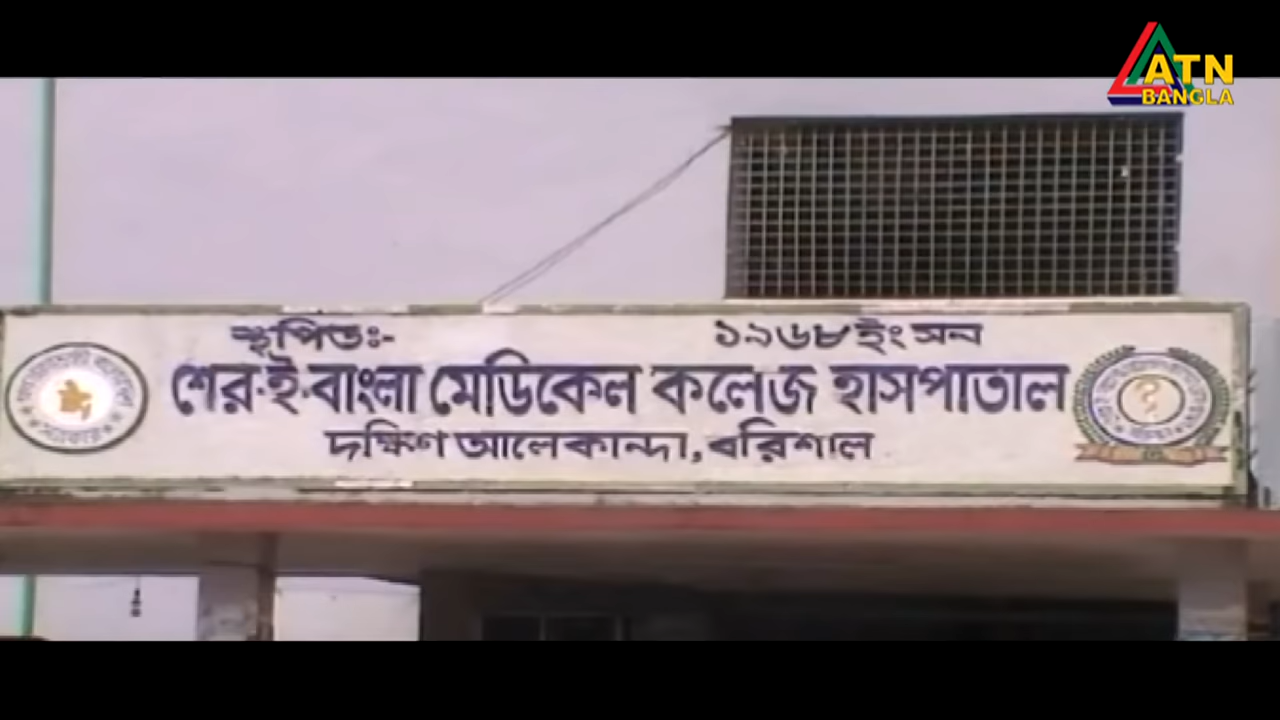 ATN
BANGLA
স্থাপিতঃ- ১৯৬৮ইং সন
শের-ই-বাংলা মেডিকেল কলেজ হাসপাতাল
দক্ষিণ আলেকান্দা, বরিশাল